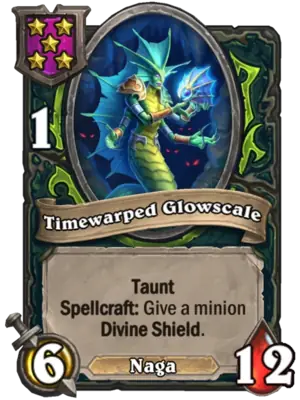 1
Timewarped Glowscale
Taunt
Spellcraft: Give a minion
Divine Shield.
6
Naga
12